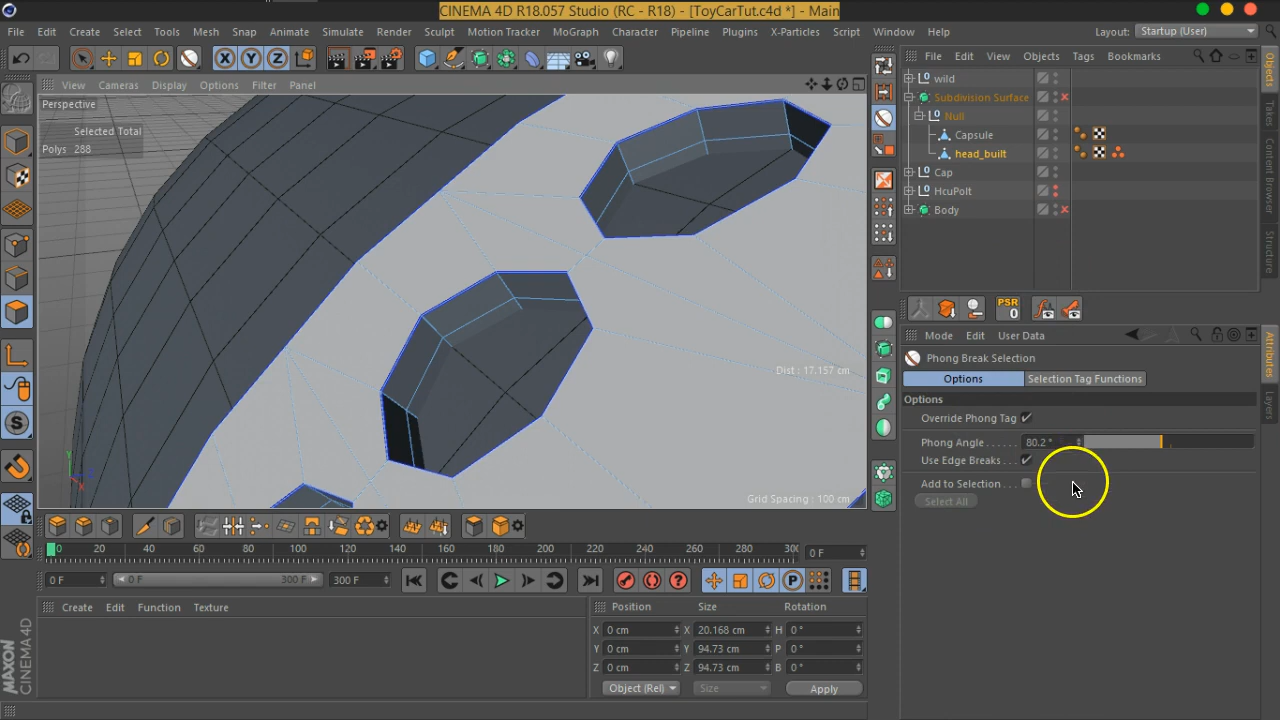 CINEMA 4D R18.057 Studio (RC - R18) - [ToyCarTut.c4d *] - Main
File Edit Create Select Tools Mesh Snap Animate Simulate Render Sculpt Motion Tracker MoGraph Character Pipeline Plugins X-Particles Script Window Help Layout: Startup (User)
X Y Z
View Cameras Display Options Filter Panel
File Edit View Objects Tags Bookmarks
Perspective
Selected Total
Polys 288
wild
Subdivision Surface
Null
Capsule
head_built
Cap
HcuPolt
Body
Objects
Takes
Content Browser
Structure
PSR
0
Mode Edit User Data
Phong Break Selection
Options Selection Tag Functions
Options
Override Phong Tag
Phong Angle . . . . . . 80.2 °
Use Edge Breaks . . .
Add to Selection . . .
Select All
Attributes
Layers
Dist : 17.157 cm
Grid Spacing : 100 cm
S
0 20 40 60 80 100 120 140 160 180 200 220 240 260 280 300 0 F
0 F 0 F 300 F 300 F
P
Create Edit Function Texture
Position Size Rotation
X 0 cm X 20.168 cm H 0 °
Y 0 cm Y 94.73 cm P 0 °
Z 0 cm Z 94.73 cm B 0 °
Object (Rel) Size Apply
MAXON
CINEMA 4D